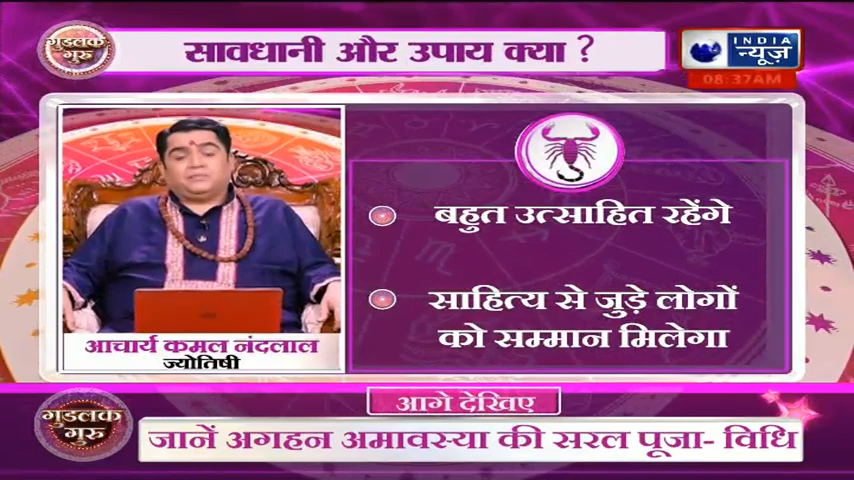 गुडलक
गुरु
सावधानी और उपाय क्या ?
INDIA
न्यूज़
08:37AM
बहुत उत्साहित रहेंगे
साहित्य से जुड़े लोगों
को सम्मान मिलेगा
आचार्य कमल नंदलाल
ज्योतिषी
आगे देखिए
गुडलक
गुरु
जानें अगहन अमावस्या की सरल पूजा- विधि